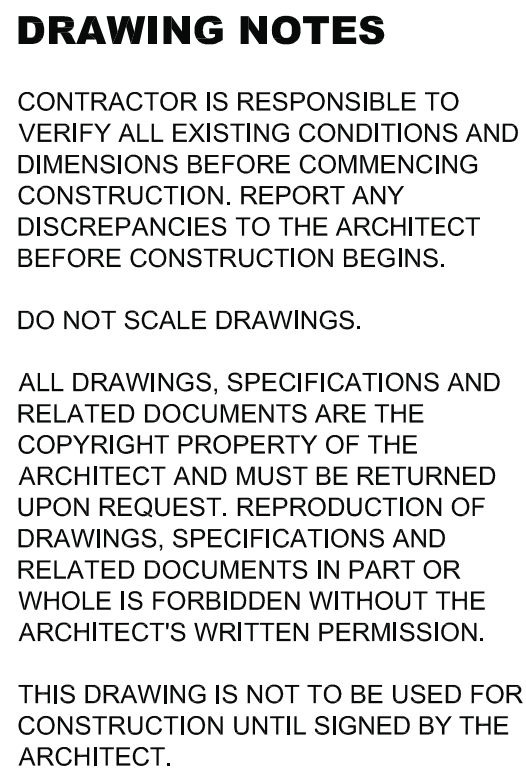 DRAWING NOTES
CONTRACTOR IS RESPONSIBLE TO
VERIFY ALL EXISTING CONDITIONS AND
DIMENSIONS BEFORE COMMENCING
CONSTRUCTION. REPORT ANY
DISCREPANCIES TO THE ARCHITECT
BEFORE CONSTRUCTION BEGINS.
DO NOT SCALE DRAWINGS.
ALL DRAWINGS, SPECIFICATIONS AND
RELATED DOCUMENTS ARE THE
COPYRIGHT PROPERTY OF THE
ARCHITECT AND MUST BE RETURNED
UPON REQUEST. REPRODUCTION OF
DRAWINGS, SPECIFICATIONS AND
RELATED DOCUMENTS IN PART OR
WHOLE IS FORBIDDEN WITHOUT THE
ARCHITECT'S WRITTEN PERMISSION.
THIS DRAWING IS NOT TO BE USED FOR
CONSTRUCTION UNTIL SIGNED BY THE
ARCHITECT.